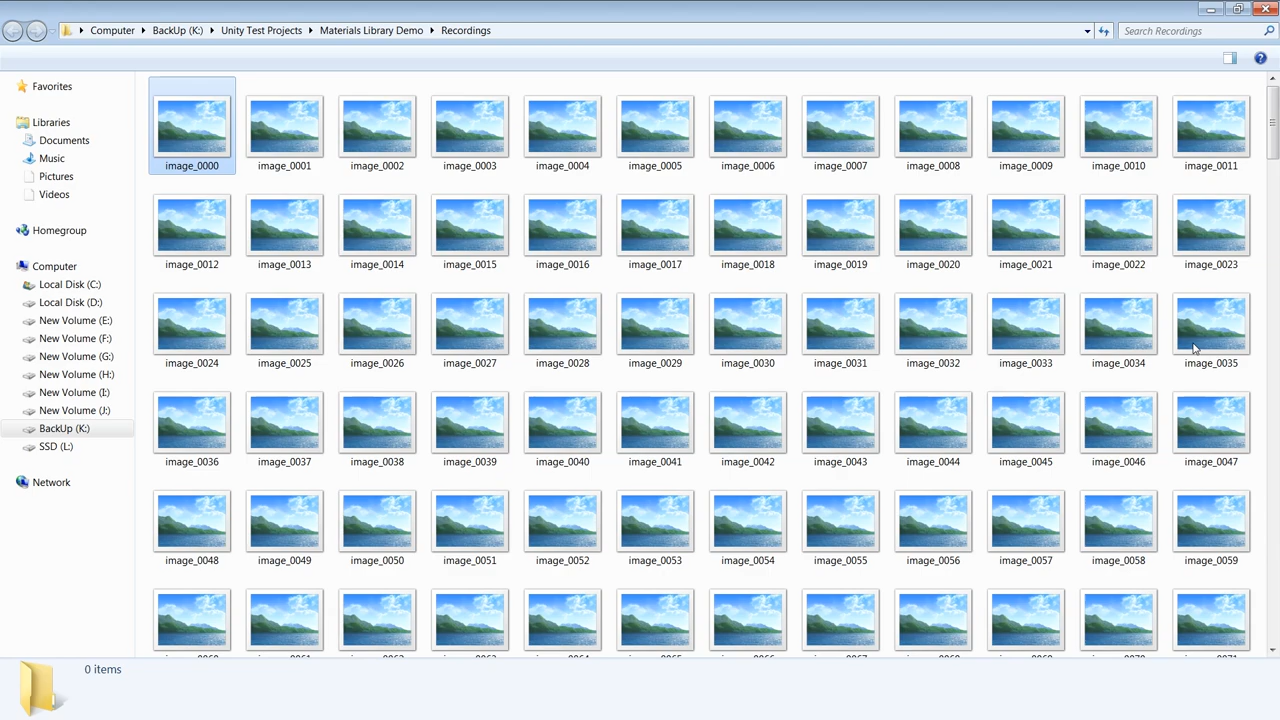 Computer BackUp (K:) Unity Test Projects Materials Library Demo Recordings
Search Recordings
Favorites
Libraries
Documents
Music
Pictures
Videos
Homegroup
Computer
Local Disk (C:)
Local Disk (D:)
New Volume (E:)
New Volume (F:)
New Volume (G:)
New Volume (H:)
New Volume (I:)
New Volume (J:)
BackUp (K:)
SSD (L:)
Network
image_0000 image_0001 image_0002 image_0003 image_0004 image_0005 image_0006 image_0007 image_0008 image_0009 image_0010 image_0011
image_0012 image_0013 image_0014 image_0015 image_0016 image_0017 image_0018 image_0019 image_0020 image_0021 image_0022 image_0023
image_0024 image_0025 image_0026 image_0027 image_0028 image_0029 image_0030 image_0031 image_0032 image_0033 image_0034 image_0035
image_0036 image_0037 image_0038 image_0039 image_0040 image_0041 image_0042 image_0043 image_0044 image_0045 image_0046 image_0047
image_0048 image_0049 image_0050 image_0051 image_0052 image_0053 image_0054 image_0055 image_0056 image_0057 image_0058 image_0059
0 items